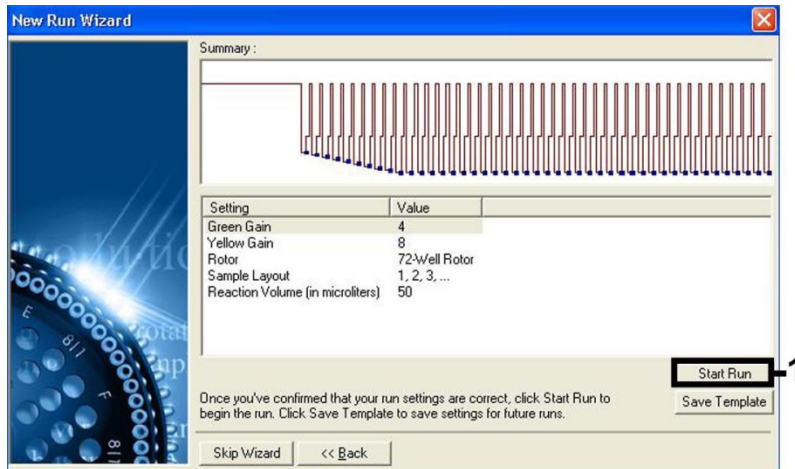 New Run Wizard
Summary :
Setting Value
Green Gain 4
Yellow Gain 8
Rotor 72-Well Rotor
Sample Layout 1, 2, 3, ...
Reaction Volume (in microliters) 50
Start Run
1
Once you've confirmed that your run settings are correct, click Start Run to
begin the run. Click Save Template to save settings for future runs.
Save Template
Skip Wizard
<< Back